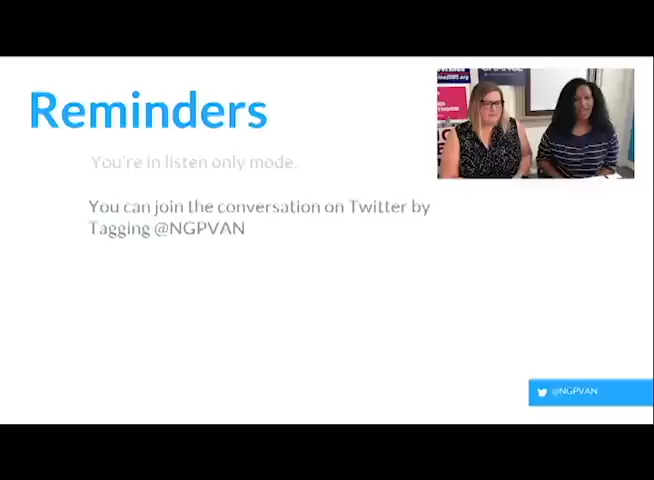 Reminders
You're in listen only mode.
You can join the conversation on Twitter by
Tagging @NGPVAN
@NGPVAN